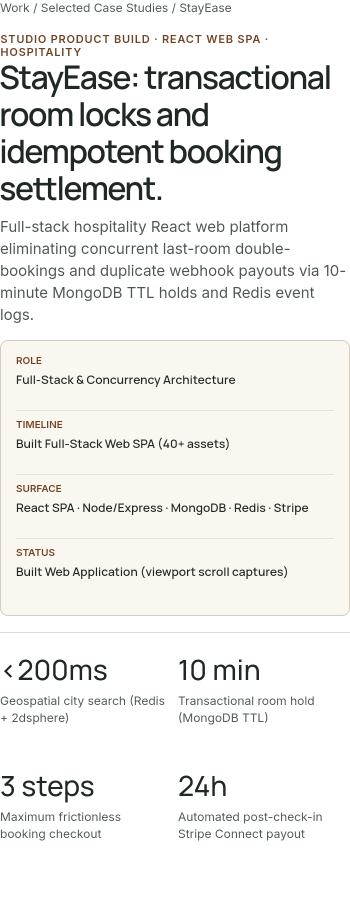 Work / Selected Case Studies / StayEase
STUDIO PRODUCT BUILD · REACT WEB SPA ·
HOSPITALITY
StayEase: transactional
room locks and
idempotent booking
settlement.
Full-stack hospitality React web platform
eliminating concurrent last-room double-
bookings and duplicate webhook payouts via 10-
minute MongoDB TTL holds and Redis event
logs.
ROLE
Full-Stack & Concurrency Architecture
TIMELINE
Built Full-Stack Web SPA (40+ assets)
SURFACE
React SPA · Node/Express · MongoDB · Redis · Stripe
STATUS
Built Web Application (viewport scroll captures)
<200ms
Geospatial city search (Redis
+ 2dsphere)
10 min
Transactional room hold
(MongoDB TTL)
3 steps
Maximum frictionless
booking checkout
24h
Automated post-check-in
Stripe Connect payout